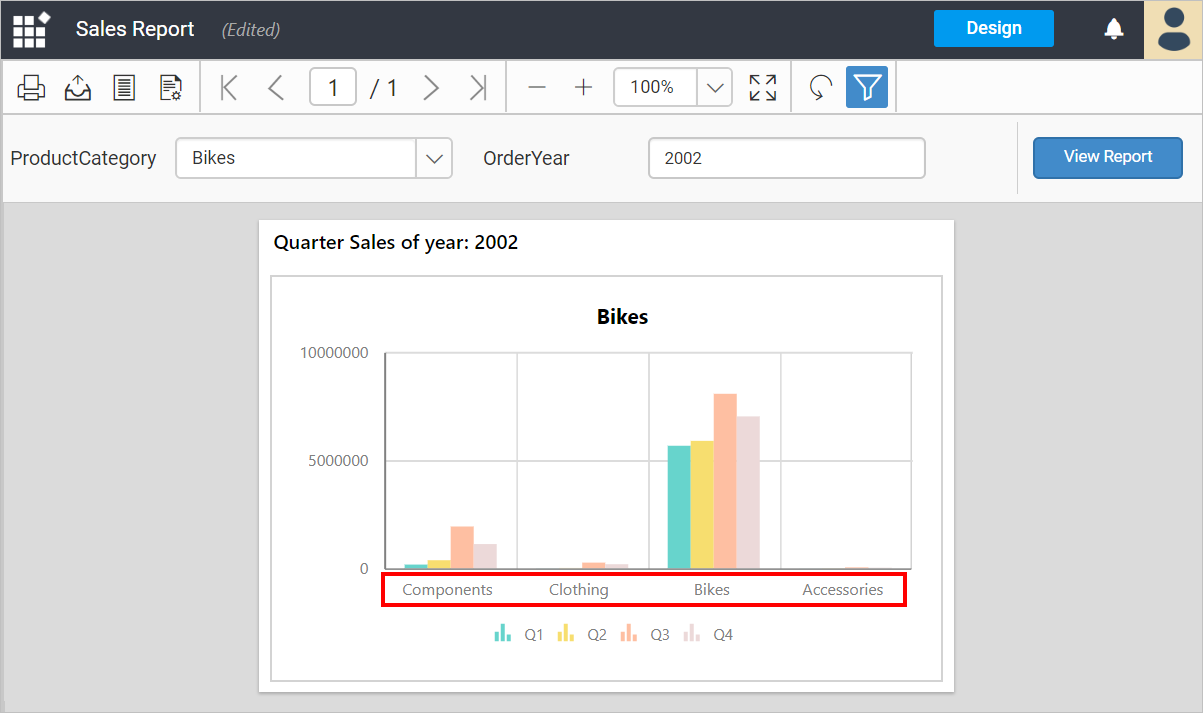 Sales Report (Edited) Design
1 / 1 100%
ProductCategory Bikes OrderYear 2002 View Report
Quarter Sales of year: 2002
Bikes
10000000
5000000
0
Components Clothing Bikes Accessories
Q1 Q2 Q3 Q4